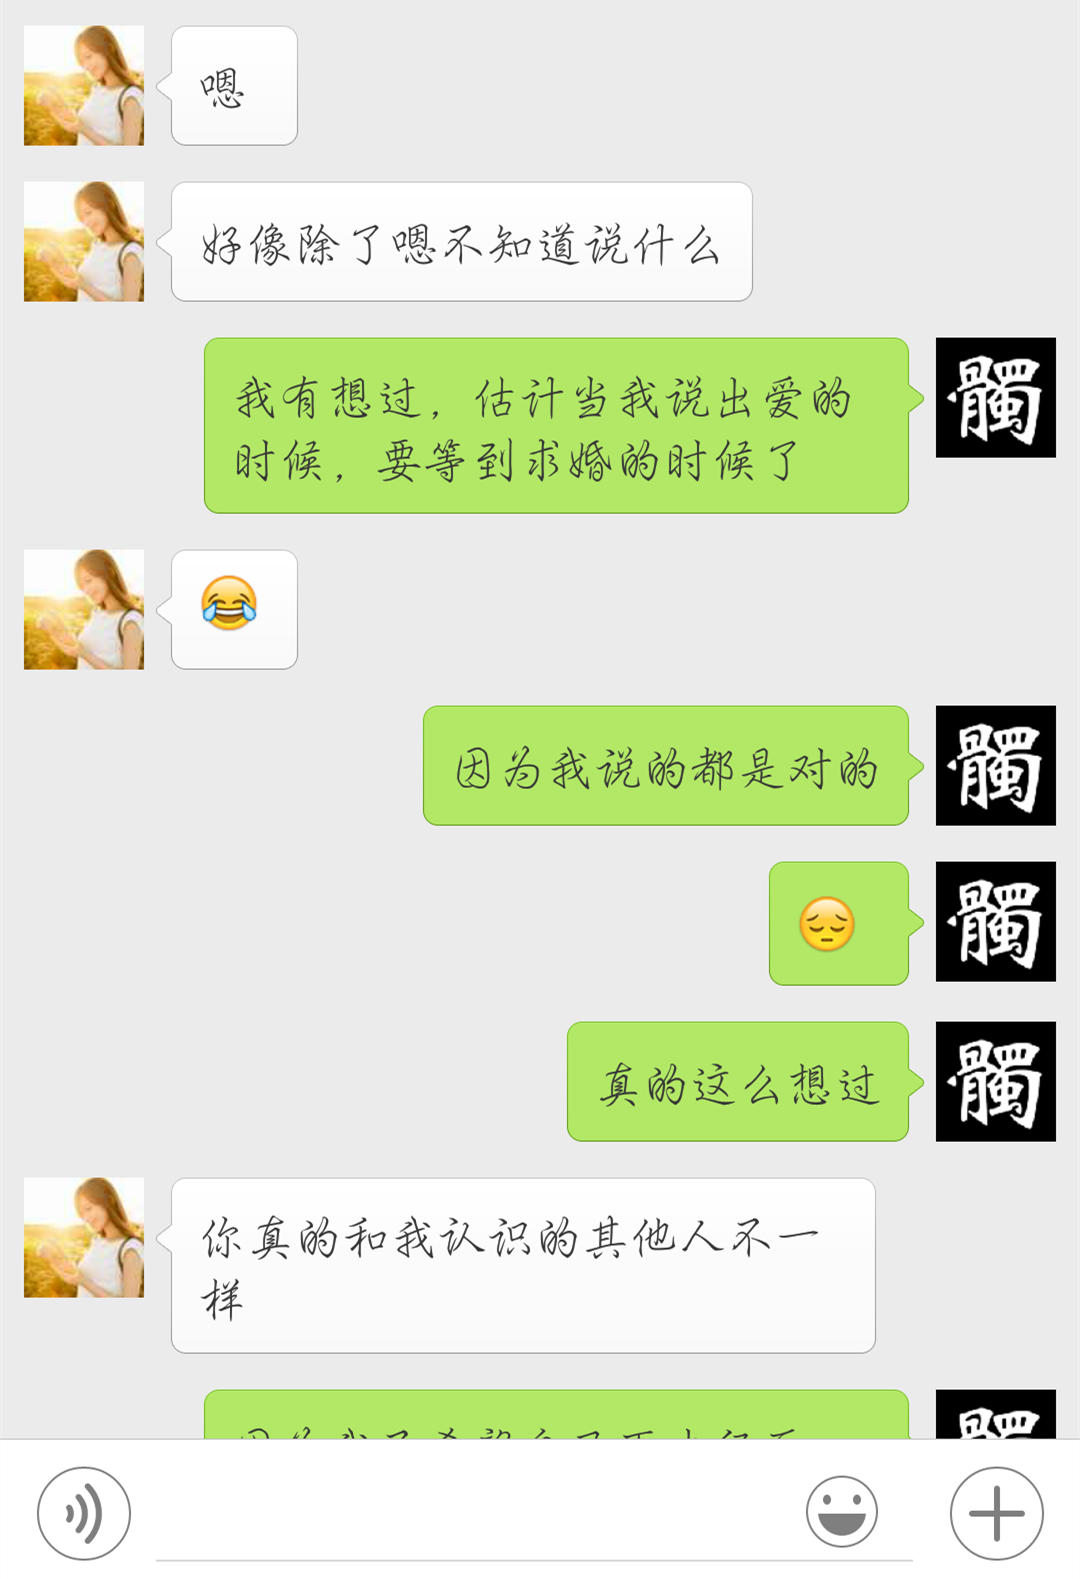 嗯
好像除了嗯不知道说什么
我有想过，估计当我说出爱的
时候，要等到求婚的时候了
髑
😂
因为我说的都是对的
髑
😔
髑
真的这么想过
髑
你真的和我认识的其他人不一
样